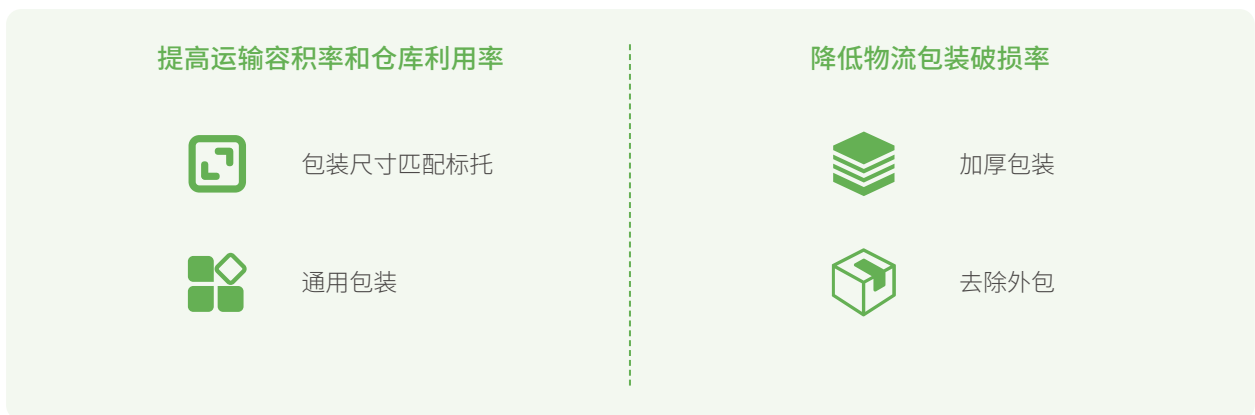 提高运输容积率和仓库利用率
包装尺寸匹配标托
通用包装
降低物流包装破损率
加厚包装
去除外包